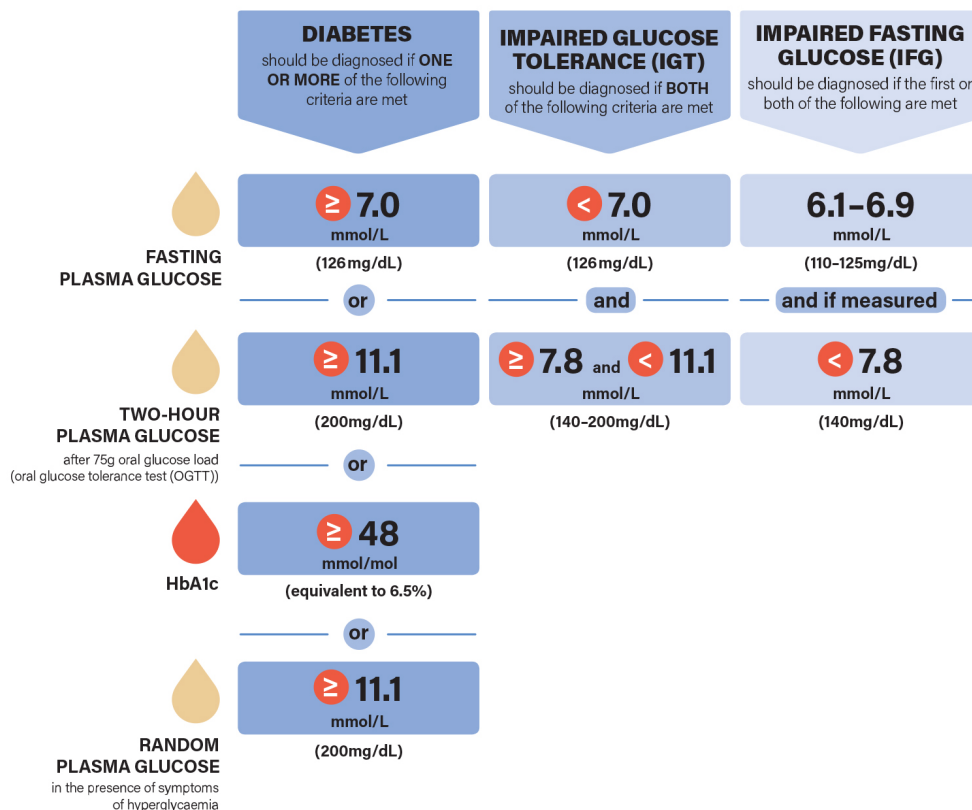 DIABETES
should be diagnosed if ONE
OR MORE of the following
criteria are met
IMPAIRED GLUCOSE
TOLERANCE (IGT)
should be diagnosed if BOTH
of the following criteria are met
IMPAIRED FASTING
GLUCOSE (IFG)
should be diagnosed if the first or
both of the following are met
FASTING
PLASMA GLUCOSE
≥ 7.0
mmol/L
(126 mg/dL)
< 7.0
mmol/L
(126 mg/dL)
6.1–6.9
mmol/L
(110–125mg/dL)
or
and
and if measured
TWO-HOUR
PLASMA GLUCOSE
after 75g oral glucose load
(oral glucose tolerance test (OGTT))
≥ 11.1
mmol/L
(200mg/dL)
≥ 7.8 and < 11.1
mmol/L
(140–200mg/dL)
< 7.8
mmol/L
(140mg/dL)
or
HbA1c
≥ 48
mmol/mol
(equivalent to 6.5%)
or
RANDOM
PLASMA GLUCOSE
in the presence of symptoms
of hyperglycaemia
≥ 11.1
mmol/L
(200mg/dL)